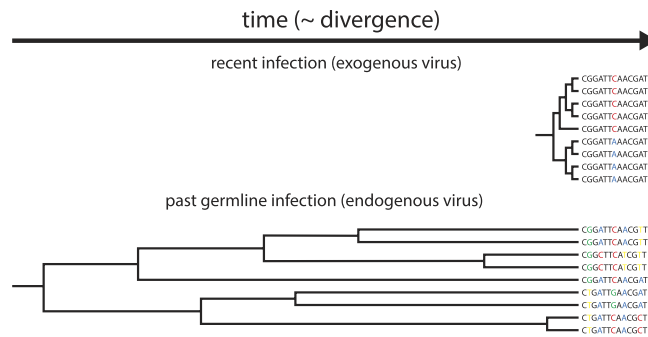 time (~ divergence)
recent infection (exogenous virus)
CGGATTCAACGAT
CGGATTCAACGAT
CGGATTCAACGAT
CGGATTCAACGAT
CGGATTCAACGAT
CGGATTAAACGAT
CGGATTAAACGAT
CGGATTAAACGAT
CGGATTAAACGAT
past germline infection (endogenous virus)
CGGATTCAACGTT
CGGATTCAACGTT
CGGCTTCATCGTT
CGGCTTCATCGTT
CGGATTCAACGAT
CTGATTGAACGAT
CTGATTGAACGAT
CTGATTCAACGCT
CTGATTCAACGCT